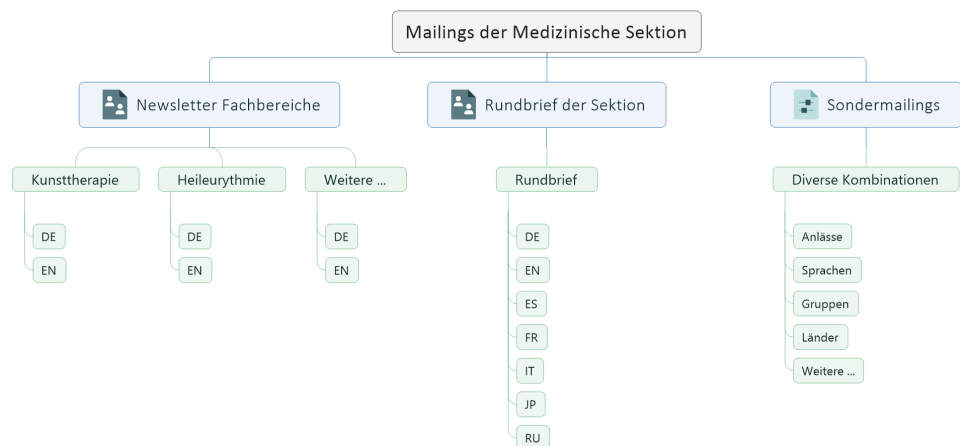 Mailings der Medizinische Sektion
Newsletter Fachbereiche
Rundbrief der Sektion
Sondermailings
Kunsttherapie
Heileurythmie
Weitere ...
Rundbrief
Diverse Kombinationen
DE
EN
DE
EN
DE
EN
DE
EN
ES
FR
IT
JP
RU
Anlässe
Sprachen
Gruppen
Länder
Weitere ...